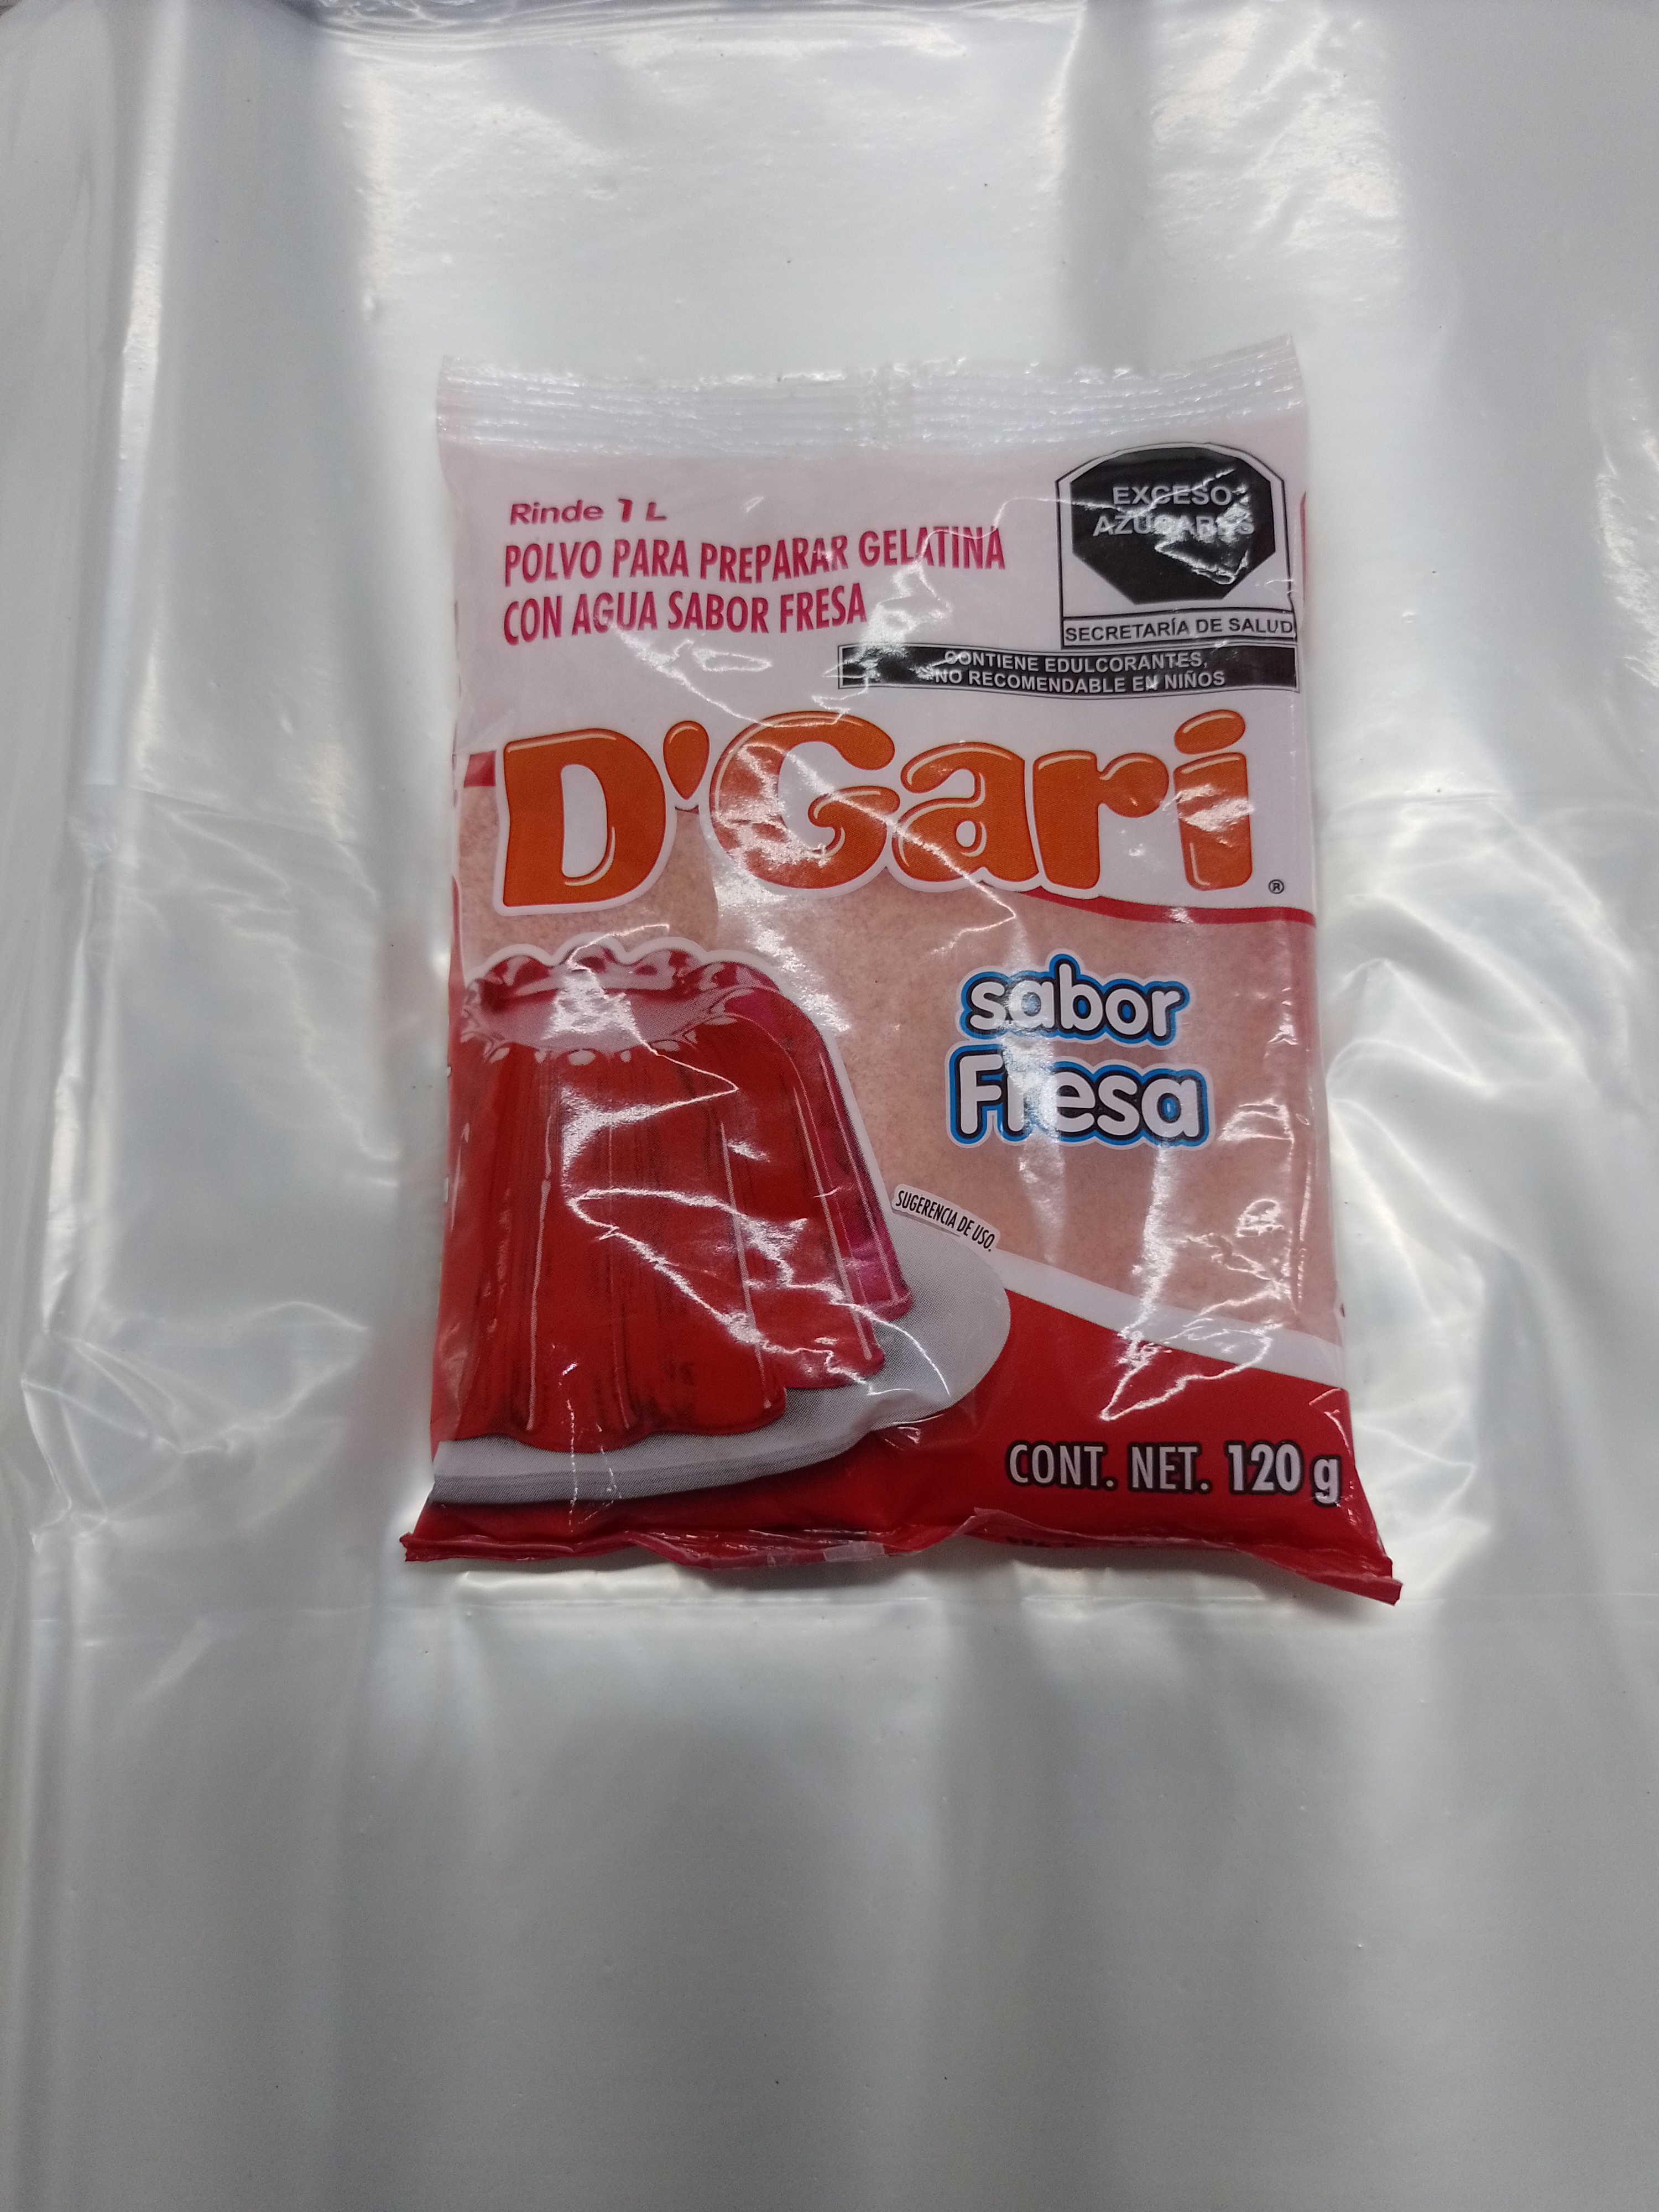 Rinde 1 L
POLVO PARA PREPARAR GELATINA
CON AGUA SABOR FRESA
EXCESO
AZÚCARES
SECRETARÍA DE SALUD
CONTIENE EDULCORANTES,
NO RECOMENDABLE EN NIÑOS
D'Gari®
sabor
Fresa
SUGERENCIA DE USO.
CONT. NET. 120 g